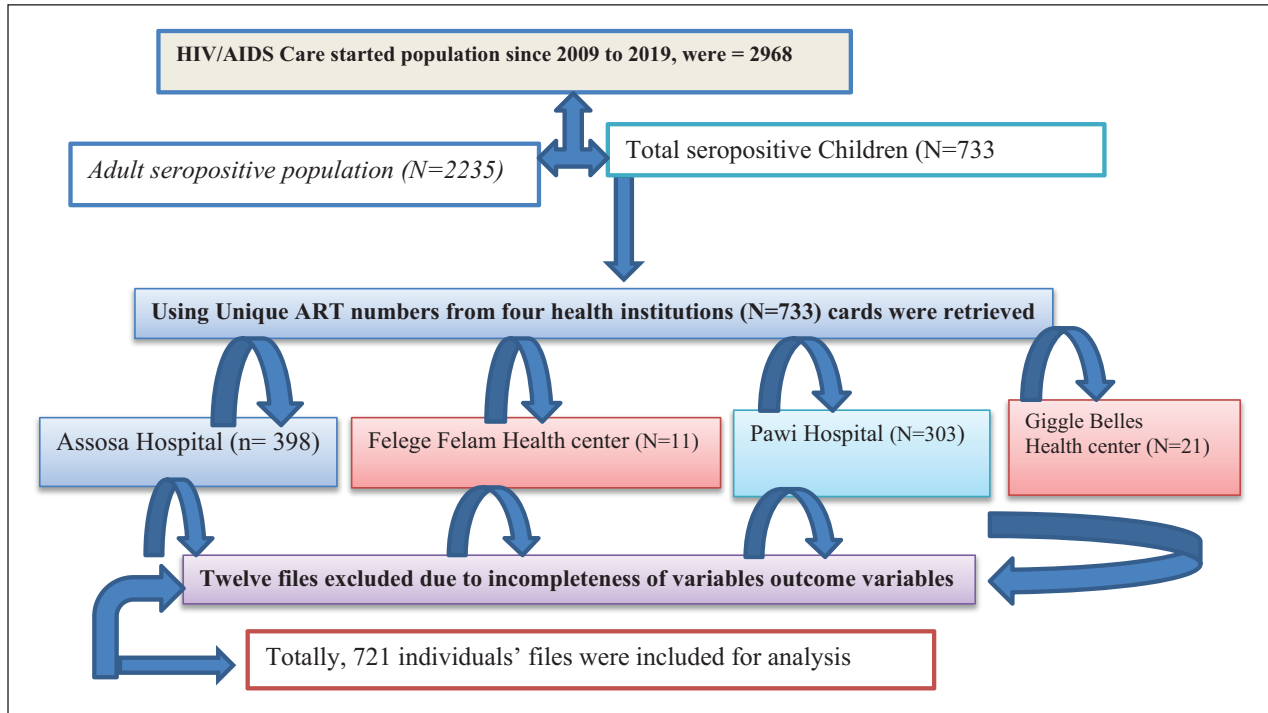 HIV/AIDS Care started population since 2009 to 2019, were = 2968
Adult seropositive population (N=2235)
Total seropositive Children (N=733
Using Unique ART numbers from four health institutions (N=733) cards were retrieved
Assosa Hospital (n= 398)
Felege Felam Health center (N=11)
Pawi Hospital (N=303)
Giggle Belles
Health center (N=21)
Twelve files excluded due to incompleteness of variables outcome variables
Totally, 721 individuals’ files were included for analysis